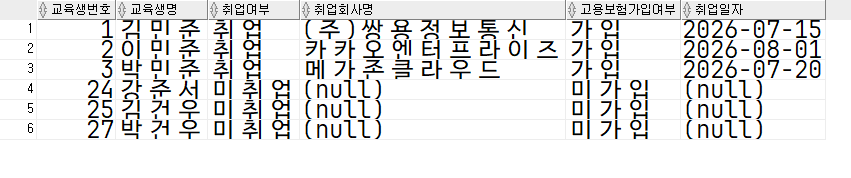 교육생번호 교육생명 취업여부 취업회사명 고용보험가입여부 취업일자
1 1 김민준 취업 (주)쌍용정보통신 가입 2026-07-15
2 2 이민준 취업 카카오엔터프라이즈 가입 2026-08-01
3 3 박민준 취업 메가존클라우드 가입 2026-07-20
4 24 강준서 미취업 (null) 미가입 (null)
5 25 김건우 미취업 (null) 미가입 (null)
6 27 박건우 미취업 (null) 미가입 (null)